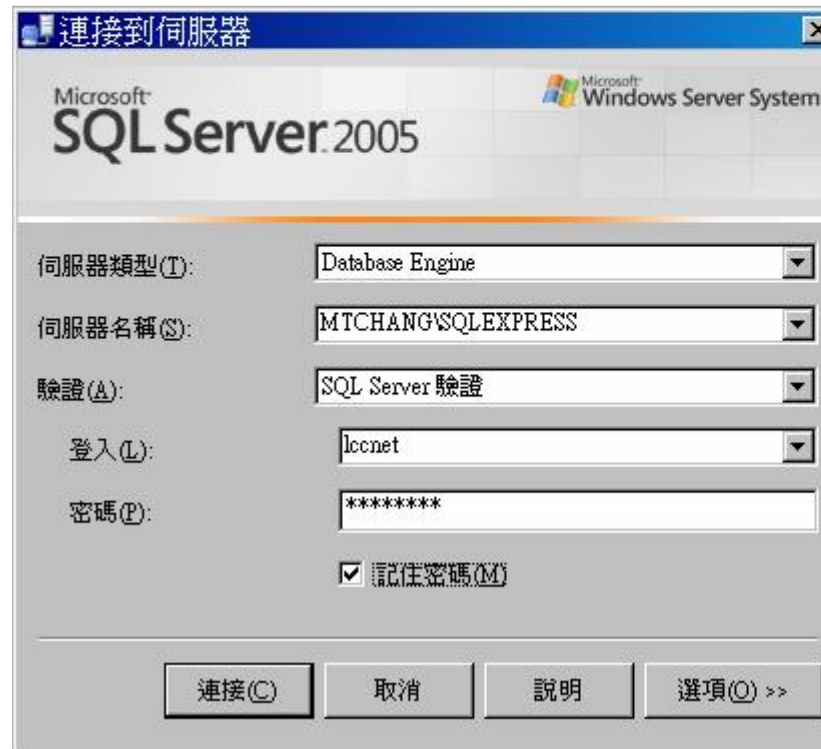 連接到伺服器
Microsoft
SQL Server 2005
Microsoft
Windows Server System
伺服器類型(T):
Database Engine
伺服器名稱(S):
MTCHANG\SQLEXPRESS
驗證(A):
SQL Server 驗證
登入(L):
lccnet
密碼(P):
********
記住密碼(M)
連接(C)
取消
說明
選項(O) >>